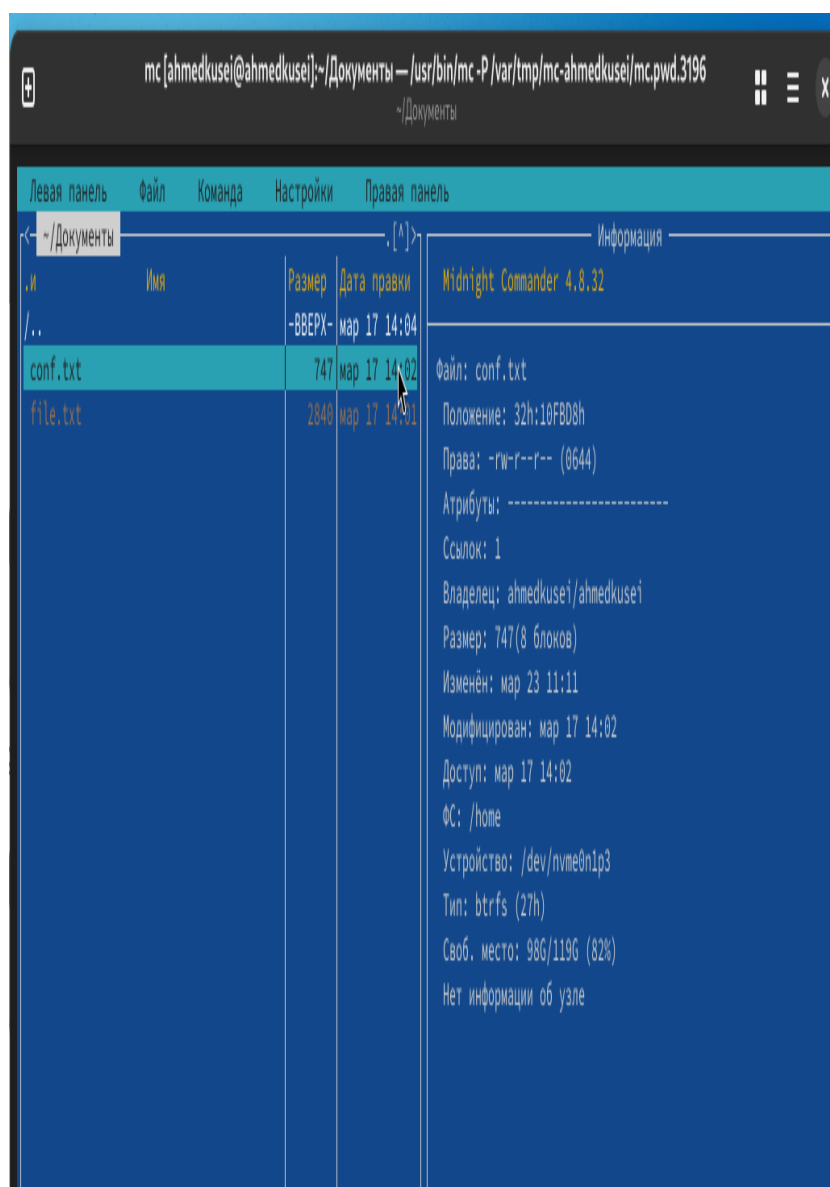 mc [ahmedkusei@ahmedkusei]:~/Документы — /usr/bin/mc -P /var/tmp/mc-ahmedkusei/mc.pwd.3196
~/Документы
Левая панель Файл Команда Настройки Правая панель
<- ~/Документы .[^]> Информация
.и Имя Размер Дата правки Midnight Commander 4.8.32
/.. -ВВЕРХ- мар 17 14:04
conf.txt 747 мар 17 14:02 Файл: conf.txt
file.txt 2840 мар 17 14:01 Положение: 32h:10FBD8h
Права: -rw-r--r-- (0644)
Атрибуты: ------------------------
Ссылок: 1
Владелец: ahmedkusei/ahmedkusei
Размер: 747(8 блоков)
Изменён: мар 23 11:11
Модифицирован: мар 17 14:02
Доступ: мар 17 14:02
ФС: /home
Устройство: /dev/nvme0n1p3
Тип: btrfs (27h)
Своб. место: 98G/119G (82%)
Нет информации об узле